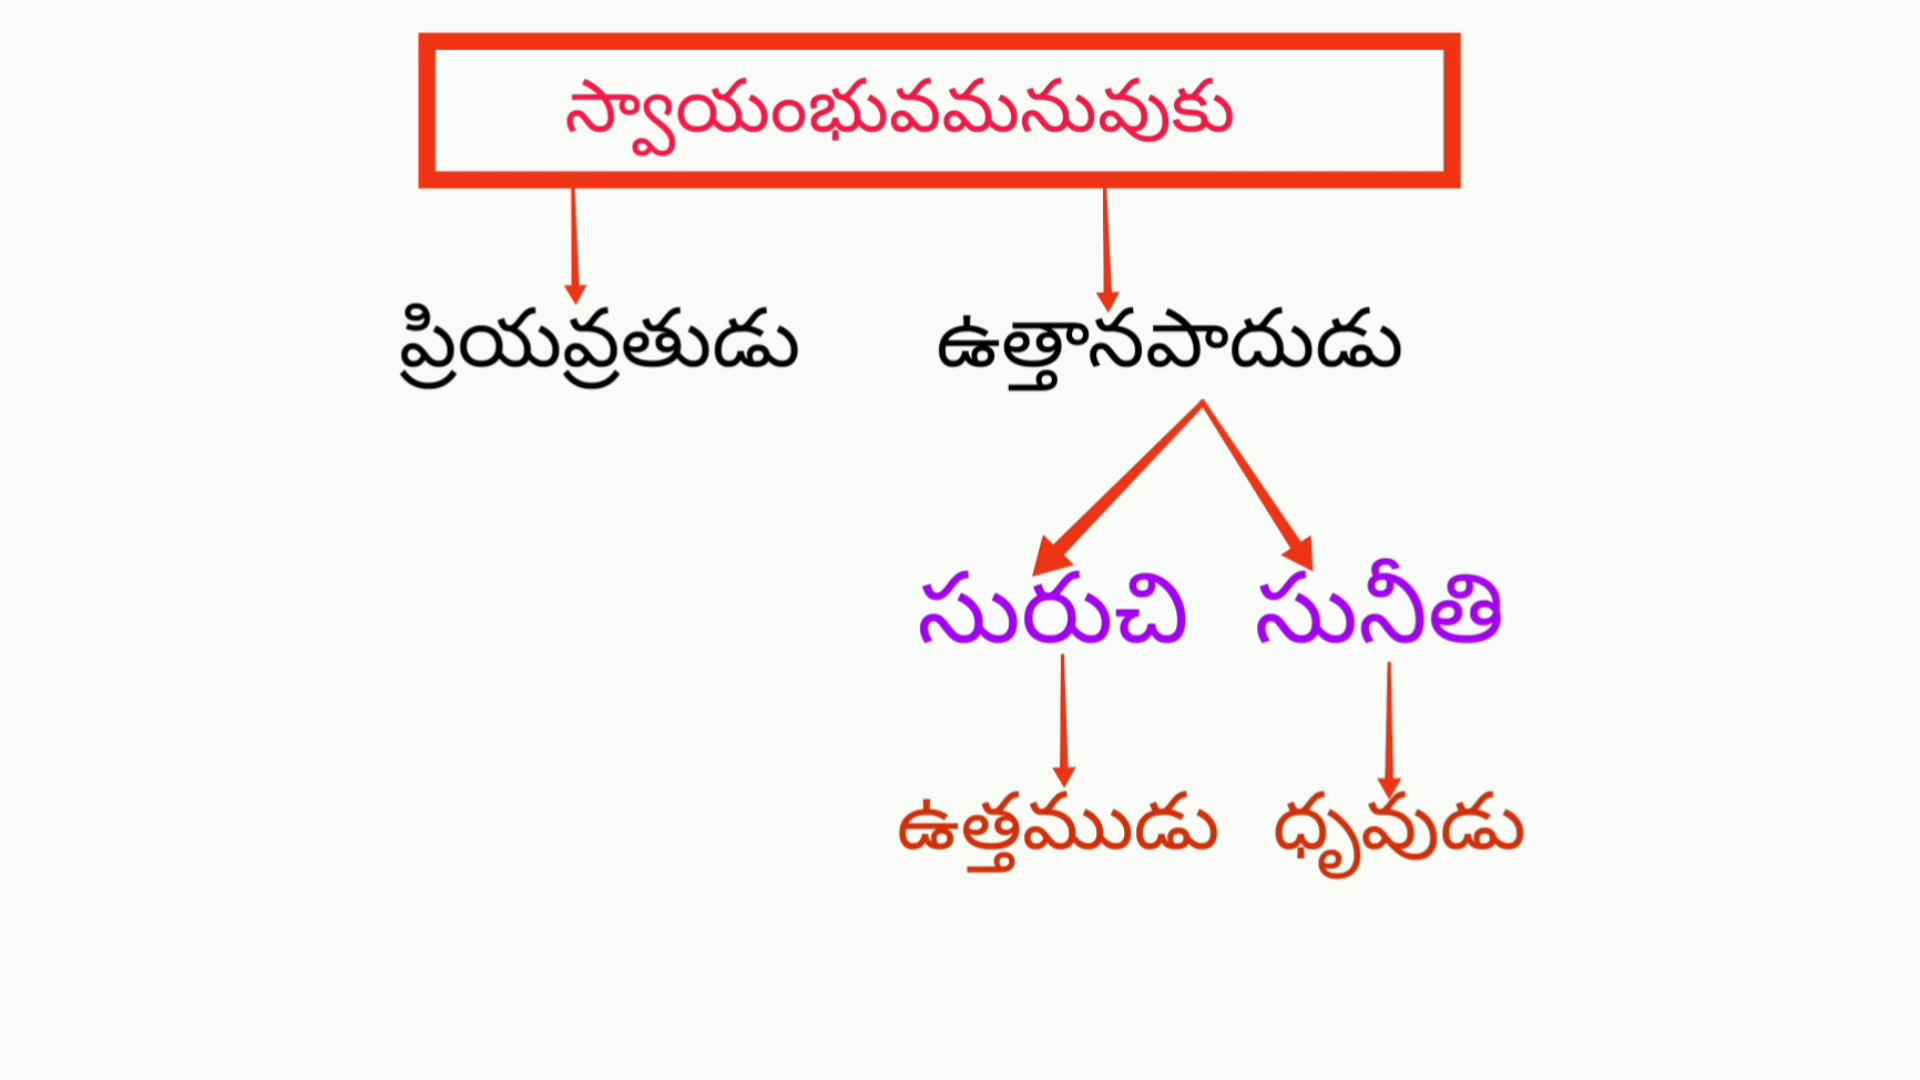 స్వాయంభువమనువుకు
ప్రియవ్రతుడు ఉత్తానపాదుడు
సురుచి సునీతి
ఉత్తముడు ధృవుడు